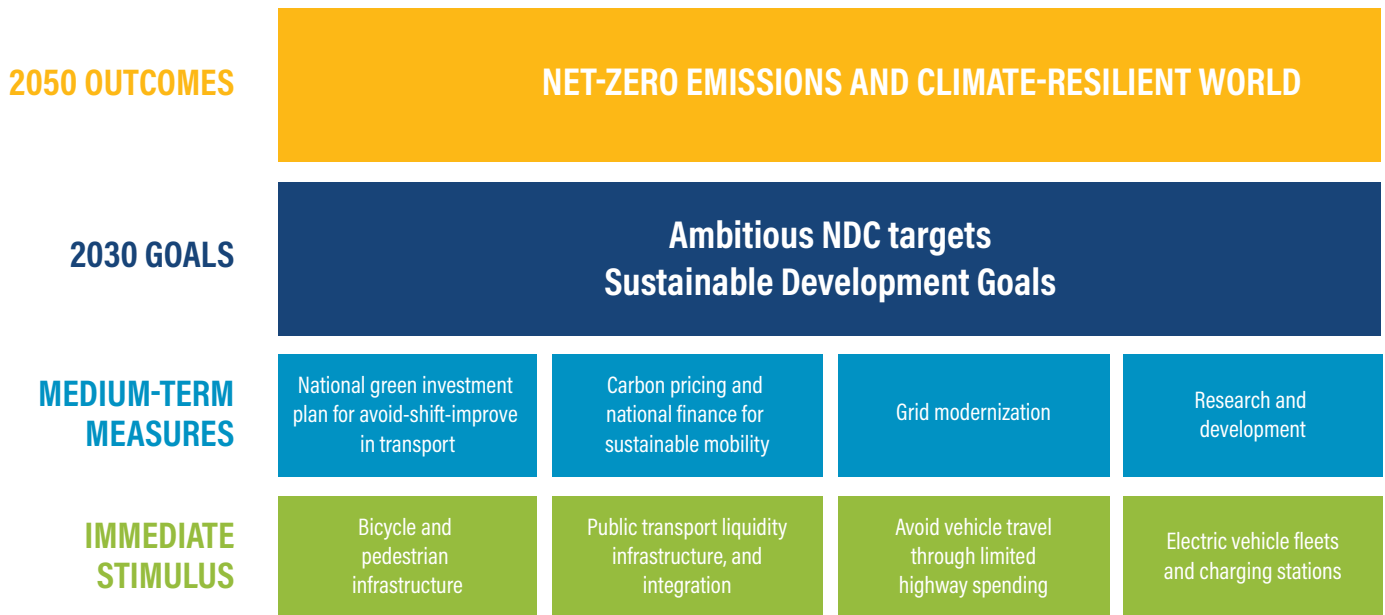 2050 OUTCOMES
NET-ZERO EMISSIONS AND CLIMATE-RESILIENT WORLD
2030 GOALS
Ambitious NDC targets
Sustainable Development Goals
MEDIUM-TERM
MEASURES
National green investment
plan for avoid-shift-improve
in transport
Carbon pricing and
national finance for
sustainable mobility
Grid modernization
Research and
development
IMMEDIATE
STIMULUS
Bicycle and
pedestrian
infrastructure
Public transport liquidity
infrastructure, and
integration
Avoid vehicle travel
through limited
highway spending
Electric vehicle fleets
and charging stations